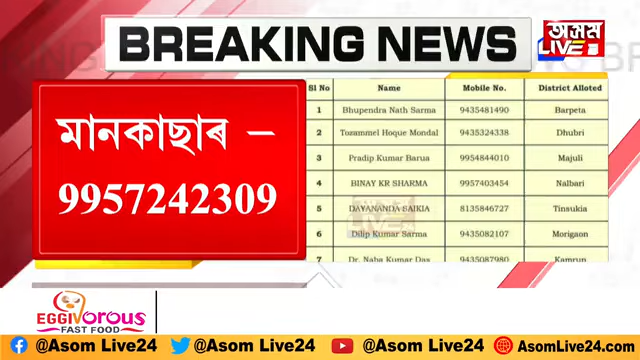 BREAKING NEWS
অসম
LIVE 24
মানকাছাৰ –
9957242309
Sl No Name Mobile No. District Alloted
1 Bhupendra Nath Sarma 9435481490 Barpeta
2 Tozammel Hoque Mondal 9435324338 Dhubri
3 Pradip Kumar Barua 9954844010 Majuli
4 BINAY KR SHARMA 9957403454 Nalbari
5 DAYANANDA SAIKIA 8135846727 Tinsukia
6 Dilip Kumar Sarma 9435082107 Morigaon
7 Dr. Naba Kumar Das 9435087980 Kamrup
EGGIVOROUS
FAST FOOD
@Asom Live24 @Asom Live24 @Asom Live24 Asomlive24.com